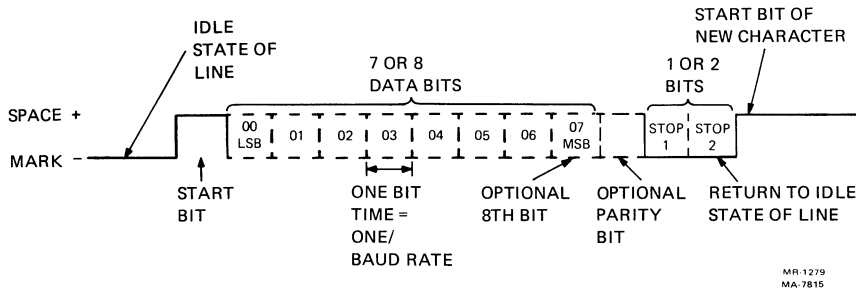 START BIT OF
NEW CHARACTER
IDLE
STATE OF
LINE
7 OR 8
DATA BITS
1 OR 2
BITS
SPACE +
00
LSB
01
02
03
04
05
06
07
MSB
STOP
1
STOP
2
MARK -
START
BIT
ONE BIT
TIME =
ONE/
BAUD RATE
OPTIONAL
8TH BIT
OPTIONAL
PARITY
BIT
RETURN TO IDLE
STATE OF LINE
MR-1279
MA-7815